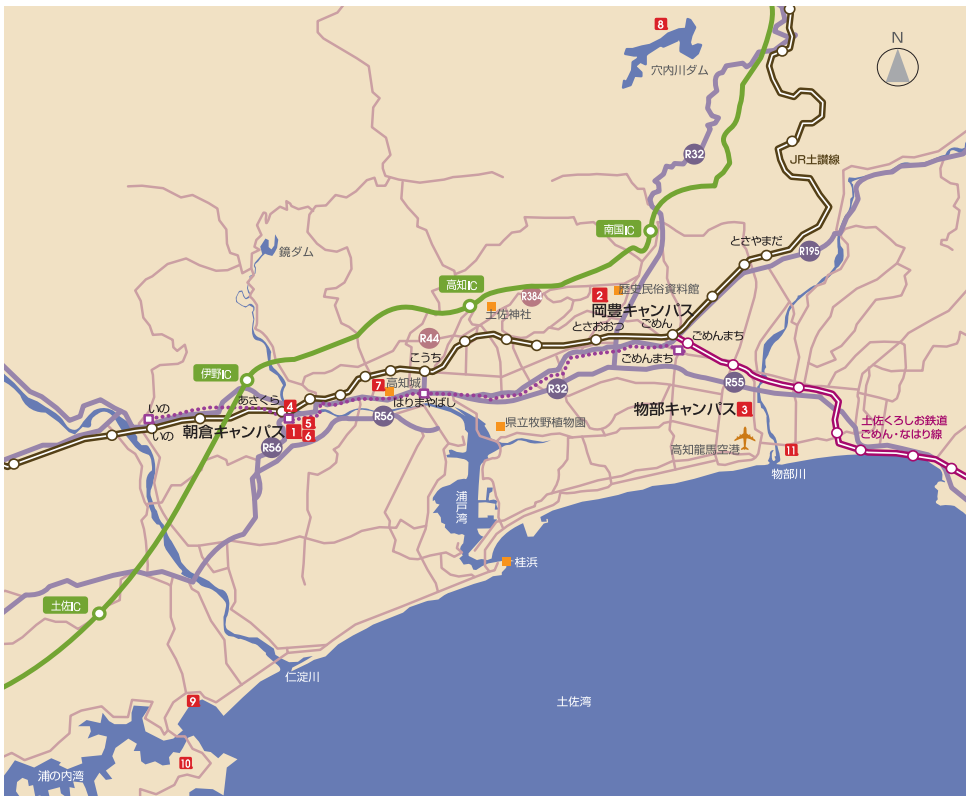 8
穴内川ダム
N
R32
JR土讃線
南国IC
とさやまだ
R195
鏡ダム
高知IC
R384
2
歴史民俗資料館
土佐神社
岡豊キャンパス
とさおおつ
ごめん
ごめんまち
R44
こうち
ごめんまち
伊野IC
7
高知城
R32
R55
いの
あさくら
4
はりまやばし
R56
物部キャンパス
3
いの
朝倉キャンパス
1
5
6
R56
県立牧野植物園
土佐くろしお鉄道
ごめん・なはり線
高知龍馬空港
11
物部川
浦戸湾
桂浜
土佐IC
仁淀川
9
土佐湾
10
浦の内湾